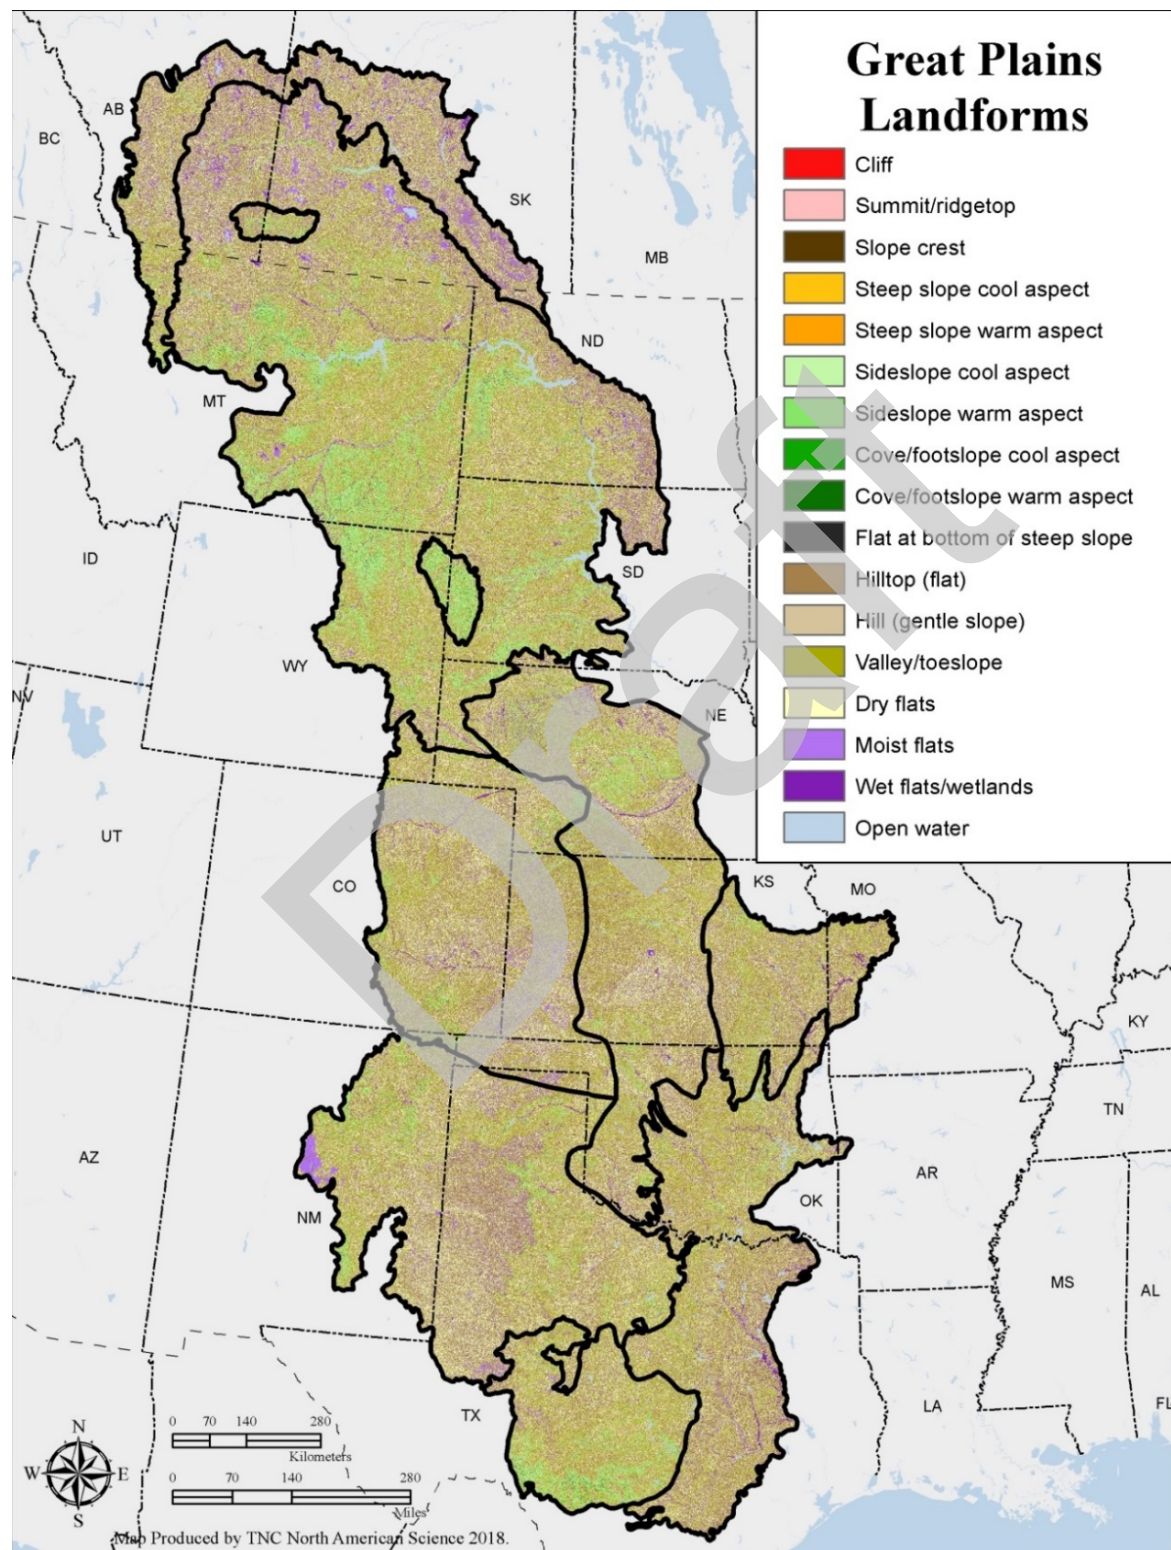 Great Plains
Landforms
Cliff
Summit/ridgetop
Slope crest
Steep slope cool aspect
Steep slope warm aspect
Sideslope cool aspect
Sideslope warm aspect
Cove/footslope cool aspect
Cove/footslope warm aspect
Flat at bottom of steep slope
Hilltop (flat)
Hill (gentle slope)
Valley/toeslope
Dry flats
Moist flats
Wet flats/wetlands
Open water
AB
BC
SK
MB
ND
MT
ID
SD
WY
NV
NE
UT
CO
KS
MO
KY
TN
AZ
AR
NM
OK
MS
AL
TX
LA
FL
Draft
N
W
E
S
0 70 140 280
Kilometers
0 70 140 280
Miles
Map Produced by TNC North American Science 2018.